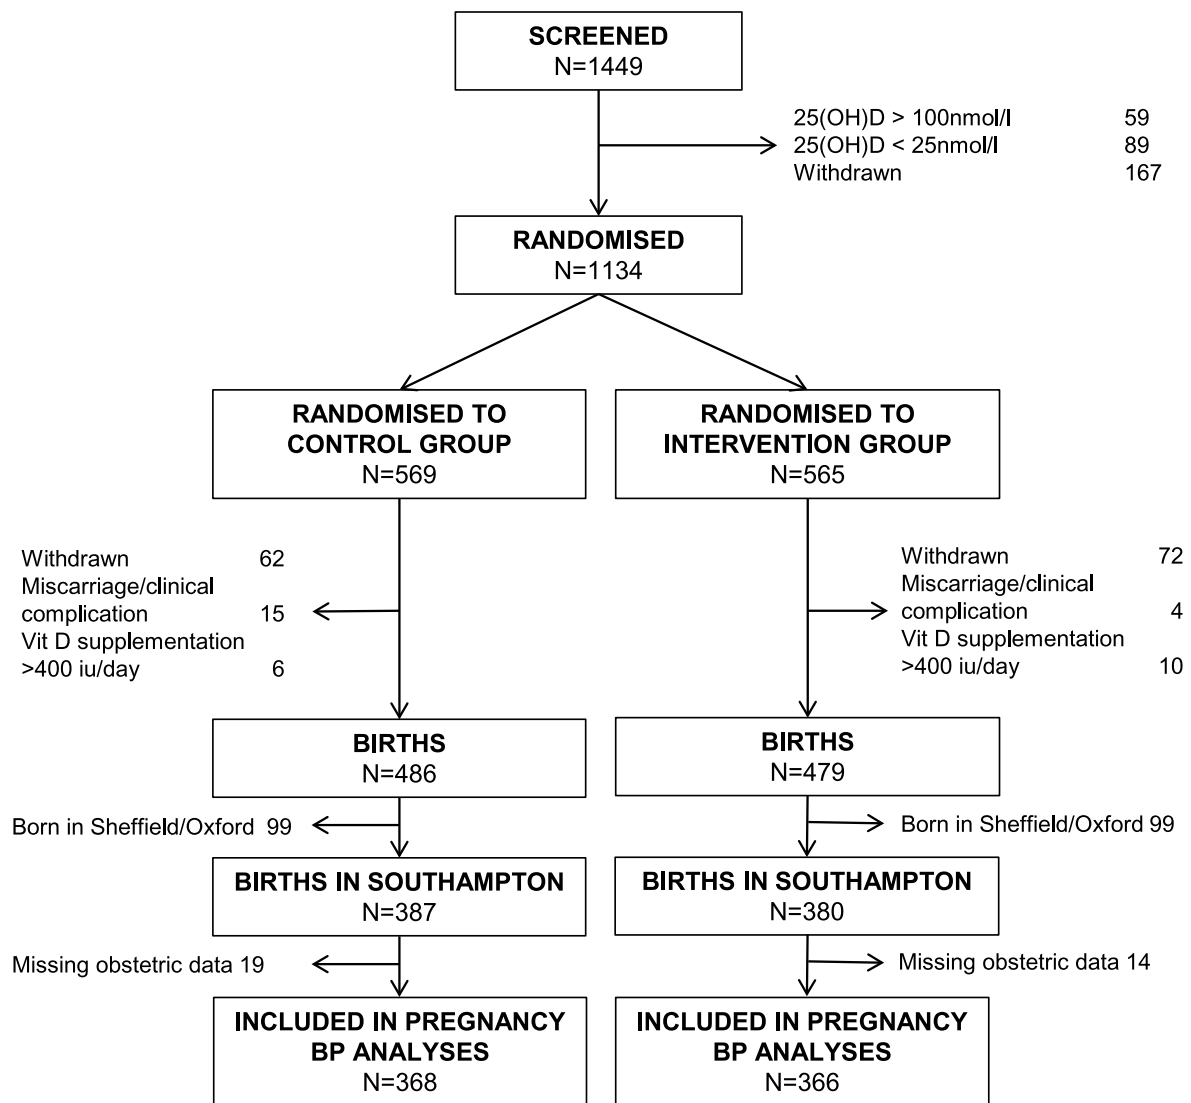 SCREENED
N=1449
25(OH)D > 100nmol/l 59
25(OH)D < 25nmol/l 89
Withdrawn 167
RANDOMISED
N=1134
RANDOMISED TO
CONTROL GROUP
N=569
RANDOMISED TO
INTERVENTION GROUP
N=565
Withdrawn 62
Miscarriage/clinical
complication 15
Vit D supplementation
>400 iu/day 6
Withdrawn 72
Miscarriage/clinical
complication 4
Vit D supplementation
>400 iu/day 10
BIRTHS
N=486
BIRTHS
N=479
Born in Sheffield/Oxford 99
Born in Sheffield/Oxford 99
BIRTHS IN SOUTHAMPTON
N=387
BIRTHS IN SOUTHAMPTON
N=380
Missing obstetric data 19
Missing obstetric data 14
INCLUDED IN PREGNANCY
BP ANALYSES
N=368
INCLUDED IN PREGNANCY
BP ANALYSES
N=366